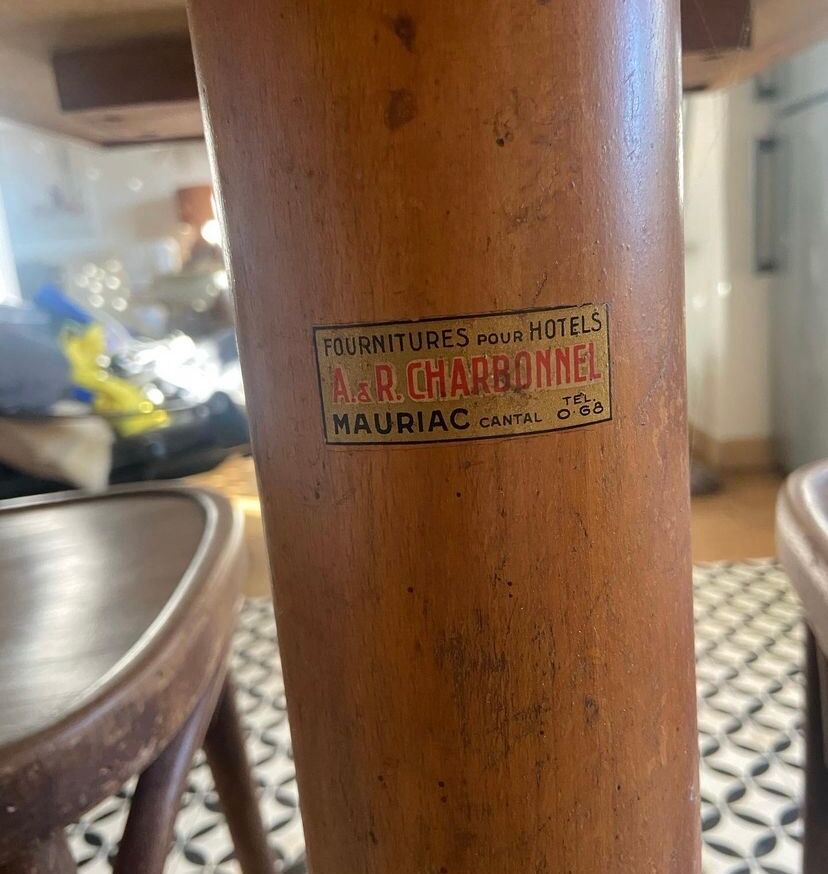 FOURNITURES POUR HOTELS
A. & R. CHARBONNEL
MAURIAC CANTAL TEL. 0.68